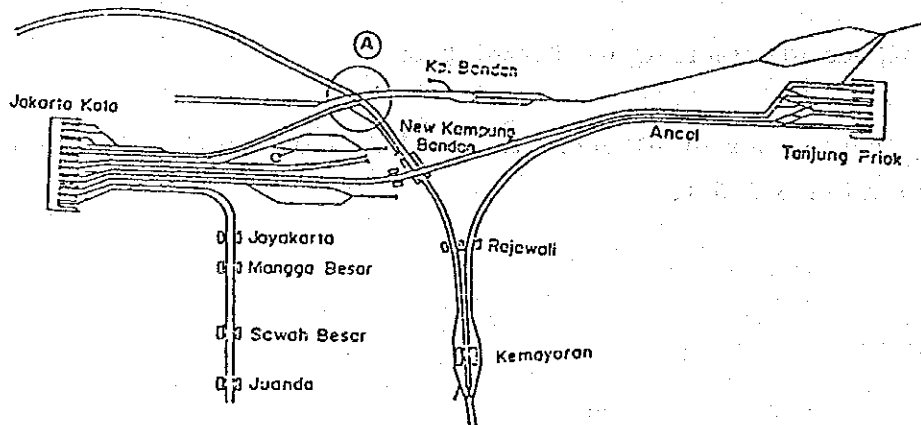 A
Kp. Bandan
Jakarta Kota
New Kampung
Bandan
Ancol
Tanjung Priok
Jayakarta
Rajawali
Mangga Besar
Sawah Besar
Kemayoran
Juanda